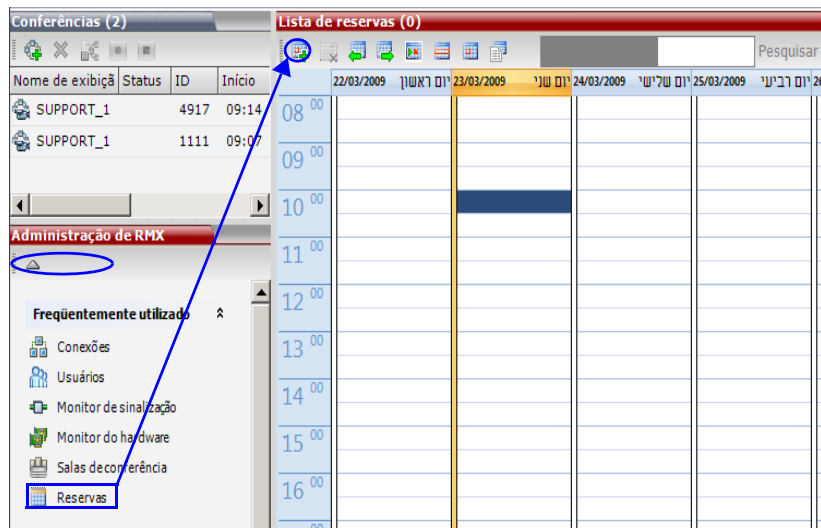 Conferências (2)
Nome de exibiçã Status ID Início
SUPPORT_1 4917 09:14
SUPPORT_1 1111 09:07
Administração de RMX
Freqüentemente utilizado
Conexões
Usuários
Monitor de sinalização
Monitor do hardware
Salas de conferência
Reservas
Lista de reservas (0)
Pesquisar
22/03/2009 יום ראשון 23/03/2009 יום שני 24/03/2009 יום שלישי 25/03/2009 יום רביעי 26
08 00
09 00
10 00
11 00
12 00
13 00
14 00
15 00
16 00
00